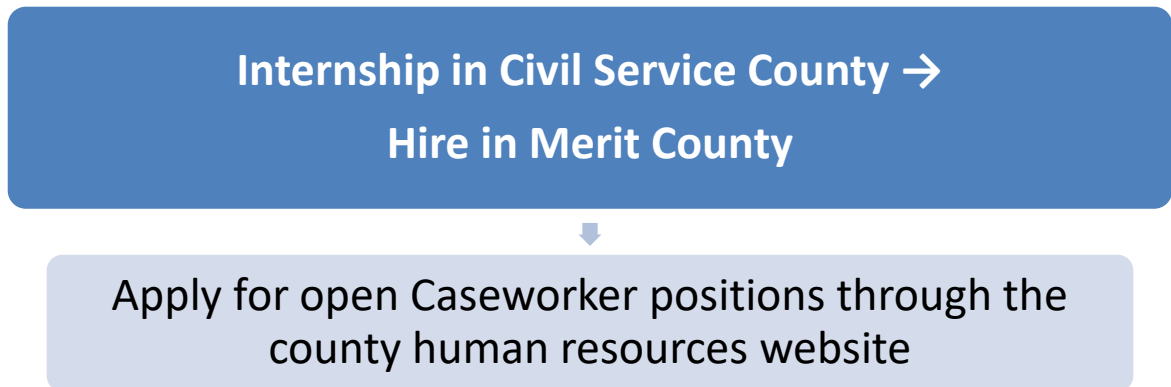 Internship in Civil Service County →
Hire in Merit County
Apply for open Caseworker positions through the
county human resources website